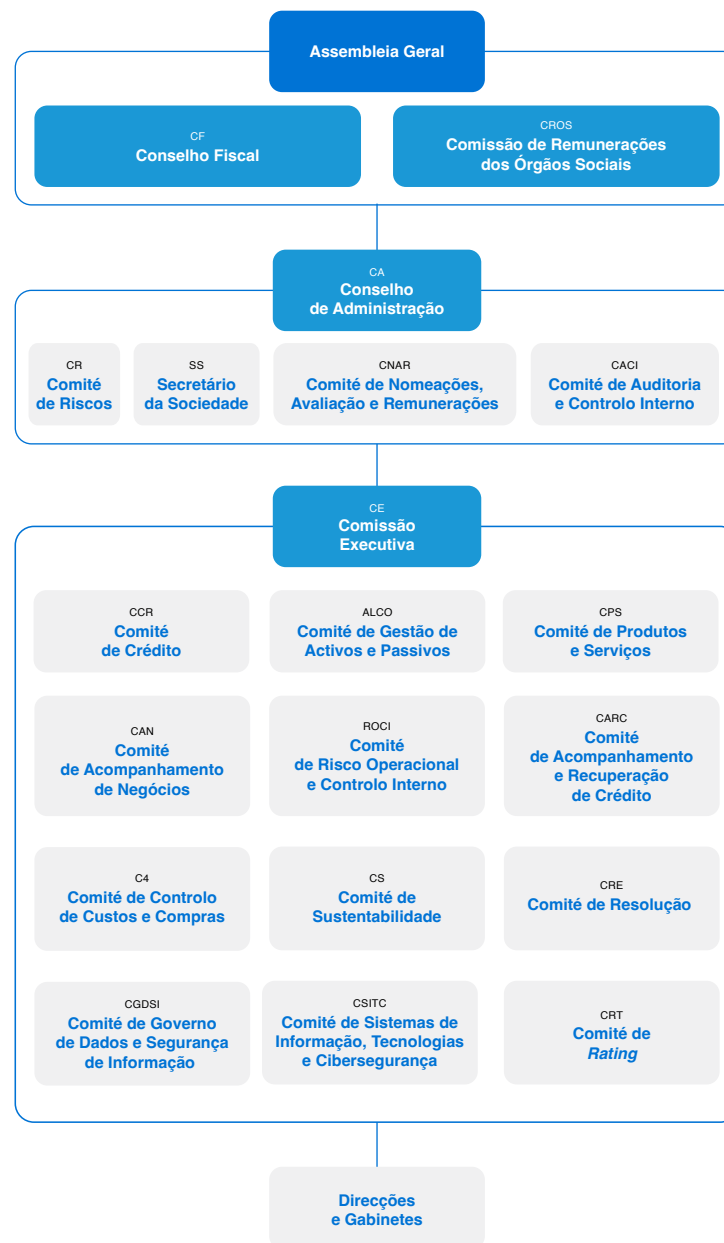 Assembleia Geral
CF
Conselho Fiscal
CROS
Comissão de Remunerações
dos Órgãos Sociais
CA
Conselho
de Administração
CR
Comité
de Riscos
SS
Secretário
da Sociedade
CNAR
Comité de Nomeações,
Avaliação e Remunerações
CACI
Comité de Auditoria
e Controlo Interno
CE
Comissão
Executiva
CCR
Comité
de Crédito
ALCO
Comité de Gestão de
Activos e Passivos
CPS
Comité de Produtos
e Serviços
CAN
Comité
de Acompanhamento
de Negócios
ROCI
Comité
de Risco Operacional
e Controlo Interno
CARC
Comité
de Acompanhamento
e Recuperação
de Crédito
C4
Comité de Controlo
de Custos e Compras
CS
Comité de
Sustentabilidade
CRE
Comité de Resolução
CGDSI
Comité de Governo
de Dados e Segurança
de Informação
CSITC
Comité de Sistemas de
Informação, Tecnologias
e Cibersegurança
CRT
Comité de
Rating
Direcções
e Gabinetes